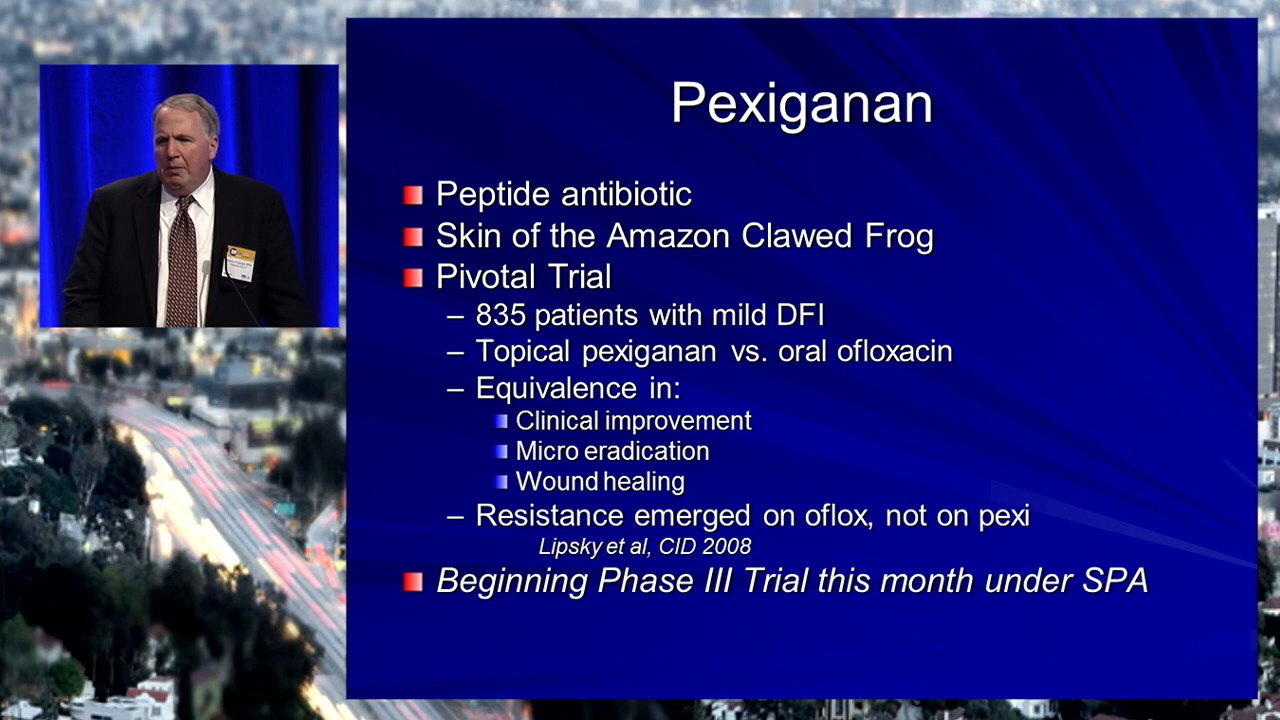 Pexiganan
Peptide antibiotic
Skin of the Amazon Clawed Frog
Pivotal Trial
– 835 patients with mild DFI
– Topical pexiganan vs. oral ofloxacin
– Equivalence in:
Clinical improvement
Micro eradication
Wound healing
– Resistance emerged on oflox, not on pexi
Lipsky et al, CID 2008
Beginning Phase III Trial this month under SPA